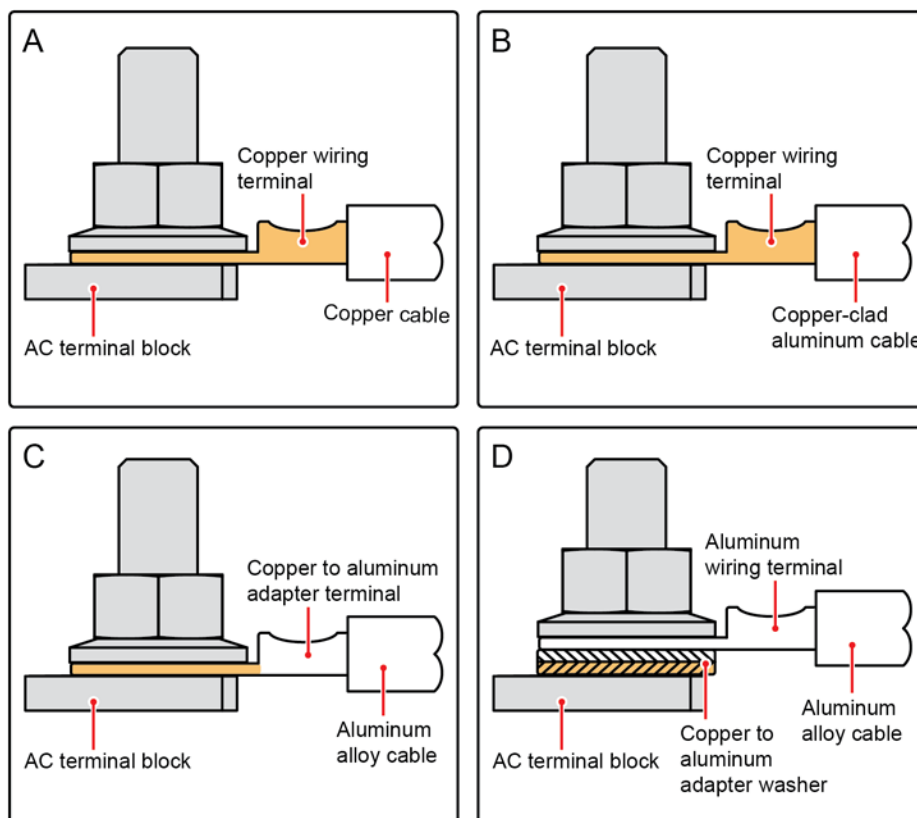 A
Copper wiring
terminal
Copper cable
AC terminal block
B
Copper wiring
terminal
Copper-clad
aluminum cable
AC terminal block
C
Copper to aluminum
adapter terminal
Aluminum
alloy cable
AC terminal block
D
Aluminum
wiring terminal
Aluminum
alloy cable
Copper to
aluminum
adapter washer
AC terminal block